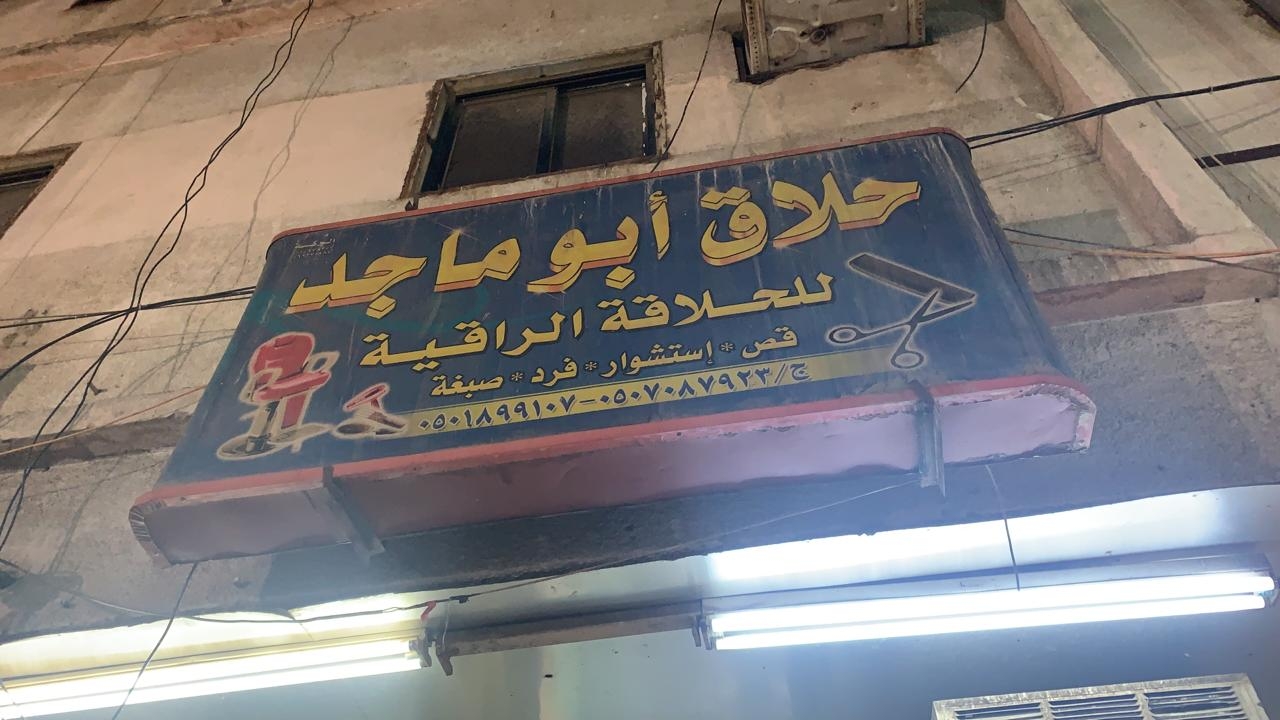 حلاق أبو ماجد
للحلاقة الراقية
قص * إستشوار * فرد * صبغة
ج/٠٥٠٧٠٨٧٩٢٣-٠٥٠١٨٩٩١٠٧